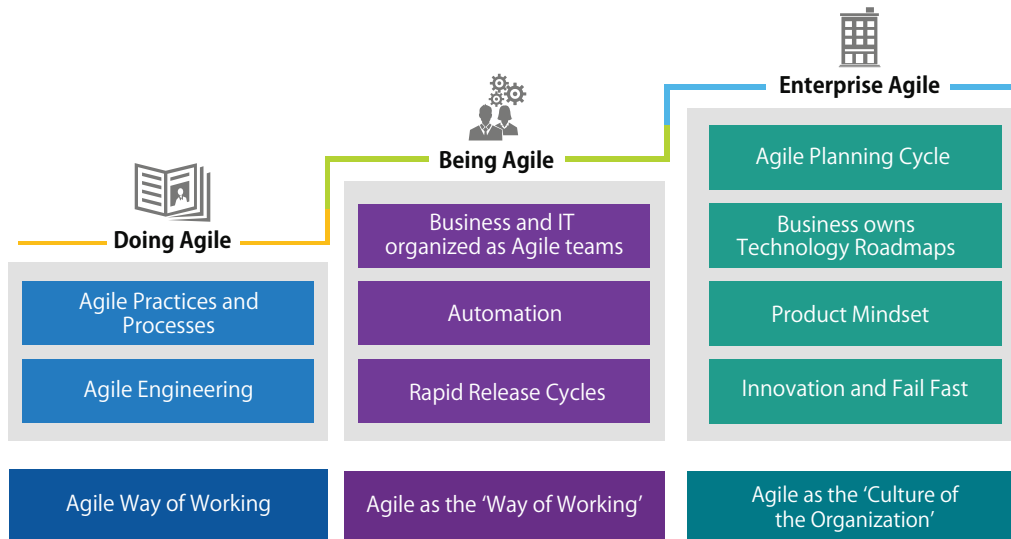 Doing Agile
Agile Practices and
Processes
Agile Engineering
Agile Way of Working
Being Agile
Business and IT
organized as Agile teams
Automation
Rapid Release Cycles
Agile as the ‘Way of Working’
Enterprise Agile
Agile Planning Cycle
Business owns
Technology Roadmaps
Product Mindset
Innovation and Fail Fast
Agile as the ‘Culture of
the Organization’